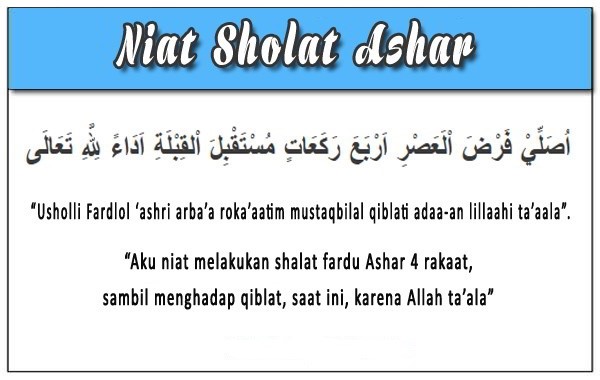 Niat Sholat Ashar
اُصَلِّيْ فَرْضَ الْعَصْرِ اَرْبَعَ رَكَعَاتٍ مُسْتَقْبِلَ الْقِبْلَةِ اَدَاءً لِلّٰهِ تَعَالَى
“Usholli Fardlol ‘ashri arba’a roka’aatim mustaqbilal qiblati adaa-an lillaahi ta’aala”.
“Aku niat melakukan shalat fardu Ashar 4 rakaat,
sambil menghadap qiblat, saat ini, karena Allah ta’ala”